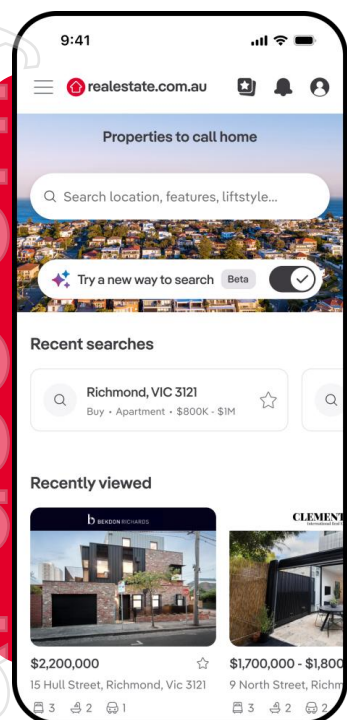 9:41
realestate.com.au
Properties to call home
Search location, features, liftstyle...
Try a new way to search Beta
Recent searches
Richmond, VIC 3121
Buy • Apartment • $800K - $1M
Recently viewed
BEKDON RICHARDS
CLEMENT
$2,200,000
$1,700,000 - $1,800
15 Hull Street, Richmond, Vic 3121
9 North Street, Richm
3 2 1
3 2 2